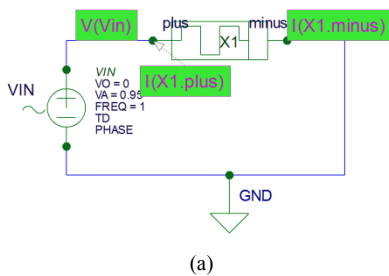 V(Vin)
plus
minus
I(X1.minus)
X1
I(X1.plus)
VIN
VIN
VO = 0
VA = 0.95
FREQ = 1
TD
PHASE
GND
(a)